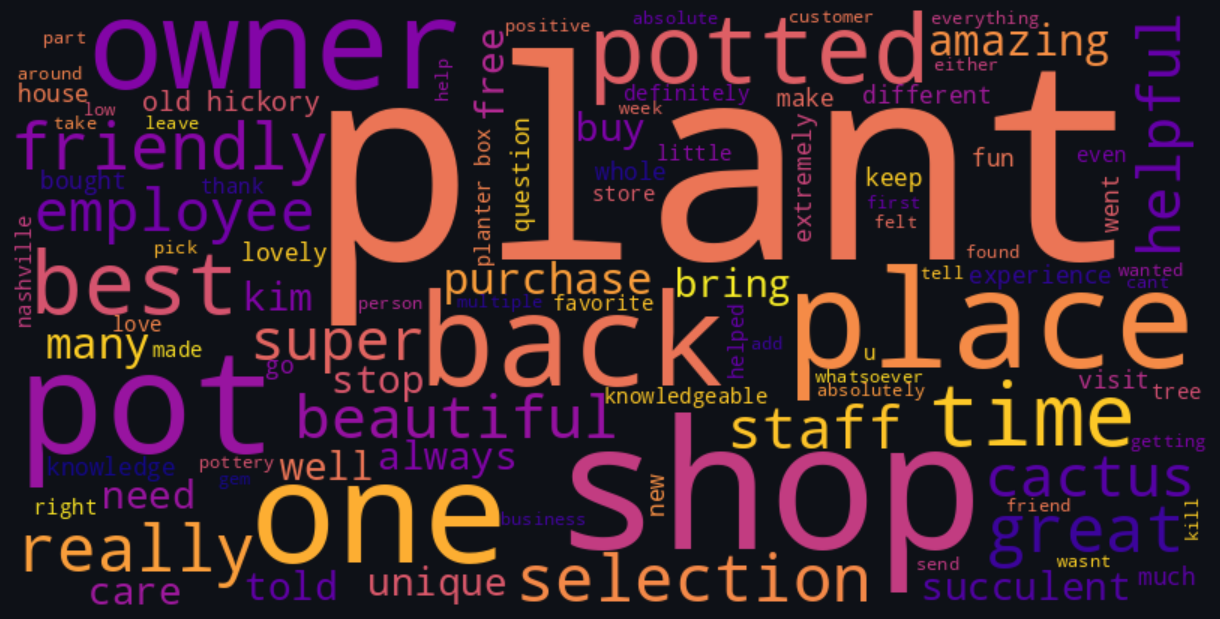 part
owner
positive
absolute
customer
everything
potted
amazing
either
helpful
around
house
low
old hickory
help
free
definitely
week
make
different
take
leave
friendly
plant
planter box
question
buy
little
whole
store
extremely
keep
first
felt
fun
even
went
bought
thank
employee
nashville
pick
lovely
best
kim
person
purchase
multiple
favorite
bring
found
tell
experience
wanted
cant
place
love
many
made
super
back
helped
add
u
go
stop
whatsoever
absolutely
knowledgeable
visit
tree
pot
beautiful
staff
time
getting
knowledge
pottery
gem
well
always
shop
cactus
right
need
one
business
new
friend
great
kill
really
wasnt
care
told
unique
selection
send
succulent
much